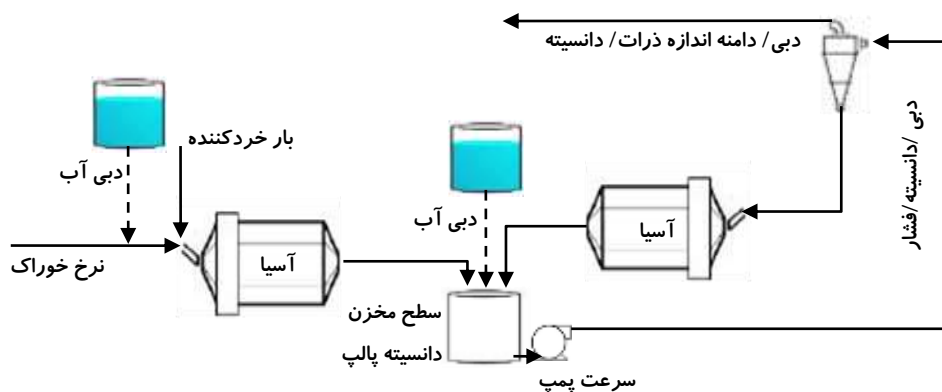 دبی/ دامنه اندازه ذرات/ دانسیته
بار خردکننده
دبی آب
دبی آب
دبی /دانسیته/فشار
آسیا
آسیا
نرخ خوراک
سطح مخزن
دانسیته پالپ
سرعت پمپ